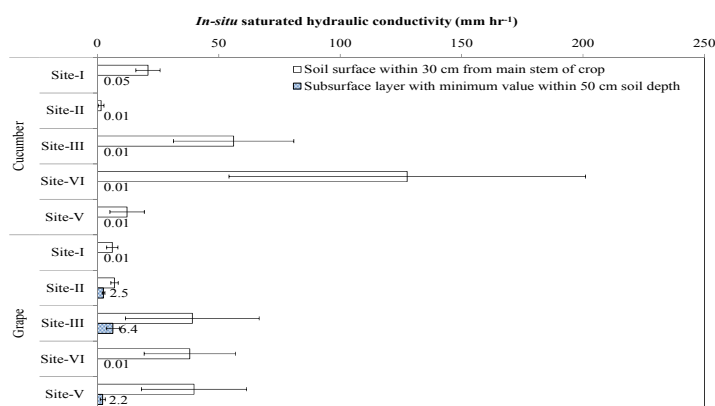 In-situ saturated hydraulic conductivity (mm hr⁻¹)
0 50 100 150 200 250
Soil surface within 30 cm from main stem of crop
Subsurface layer with minimum value within 50 cm soil depth
Cucumber
Site-I
0.05
Site-II
0.01
Site-III
0.01
Site-VI
0.01
Site-V
0.01
Grape
Site-I
0.01
Site-II
2.5
Site-III
6.4
Site-VI
0.01
Site-V
2.2